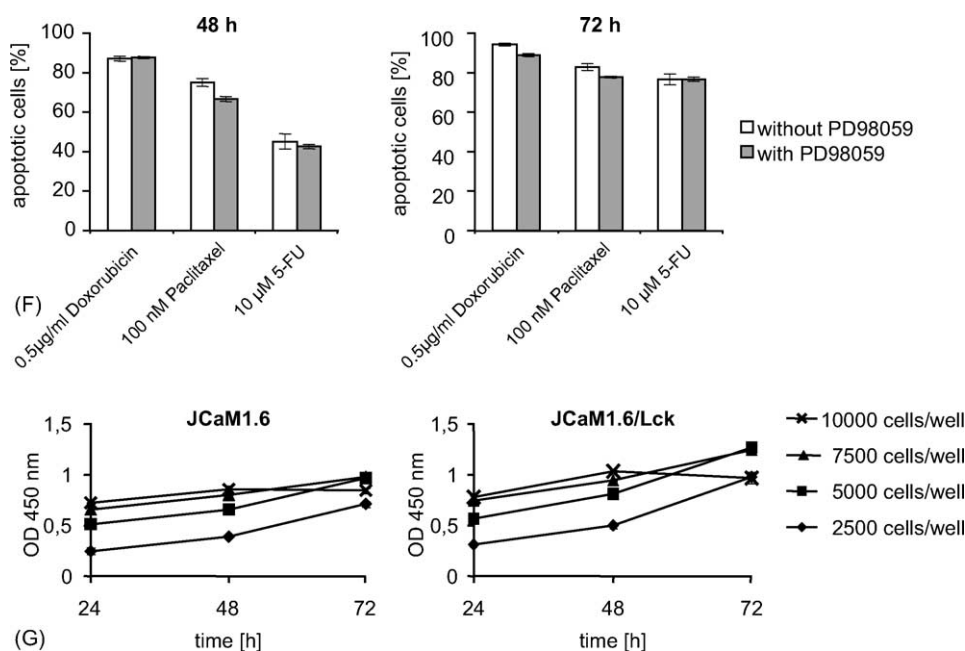 48 h
apoptotic cells [%]
100
80
60
40
20
0
0.5µg/ml Doxorubicin
100 nM Paclitaxel
10 µM 5-FU
72 h
apoptotic cells [%]
100
80
60
40
20
0
0.5µg/ml Doxorubicin
100 nM Paclitaxel
10 µM 5-FU
without PD98059
with PD98059
(F)
JCaM1.6
OD 450 nm
1,5
1
0,5
0
24 48 72
time [h]
JCaM1.6/Lck
OD 450 nm
1,5
1
0,5
0
24 48 72
time [h]
10000 cells/well
7500 cells/well
5000 cells/well
2500 cells/well
(G)